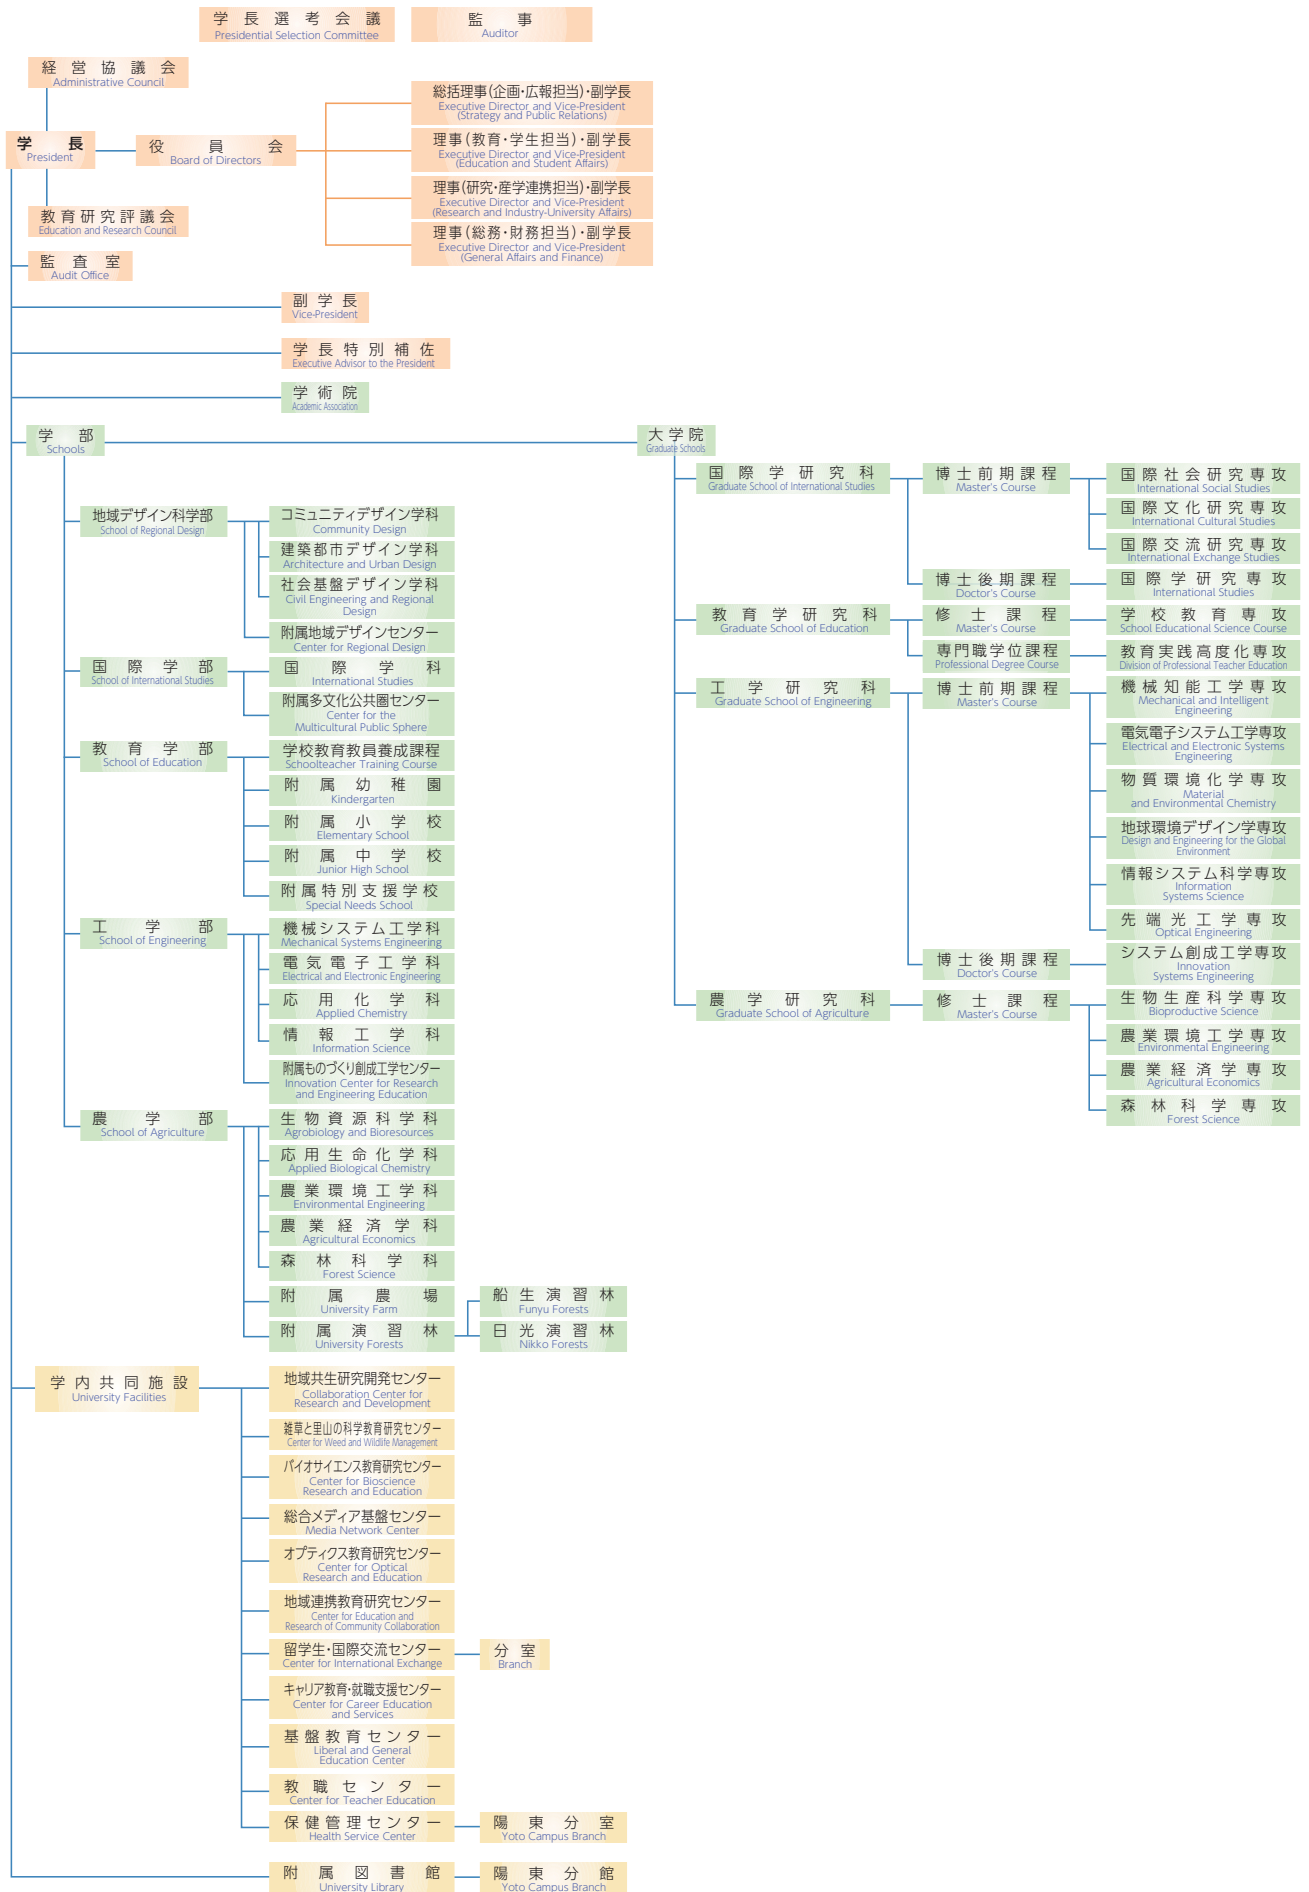 学長選考会議
Presidential Selection Committee
監事
Auditor
経営協議会
Administrative Council
学長
President
役員会
Board of Directors
総括理事(企画・広報担当)・副学長
Executive Director and Vice-President
(Strategy and Public Relations)
理事(教育・学生担当)・副学長
Executive Director and Vice-President
(Education and Student Affairs)
理事(研究・産学連携担当)・副学長
Executive Director and Vice-President
(Research and Industry-University Affairs)
理事(総務・財務担当)・副学長
Executive Director and Vice-President
(General Affairs and Finance)
教育研究評議会
Education and Research Council
監査室
Audit Office
副学長
Vice-President
学長特別補佐
Executive Advisor to the President
学術院
Academic Association
学部
Schools
地域デザイン科学部
School of Regional Design
コミュニティデザイン学科
Community Design
建築都市デザイン学科
Architecture and Urban Design
社会基盤デザイン学科
Civil Engineering and Regional
Design
附属地域デザインセンター
Center for Regional Design
国際学部
School of International Studies
国際学科
International Studies
附属多文化公共圏センター
Center for the
Multicultural Public Sphere
教育学部
School of Education
学校教育教員養成課程
Schoolteacher Training Course
附属幼稚園
Kindergarten
附属小学校
Elementary School
附属中学校
Junior High School
附属特別支援学校
Special Needs School
工学部
School of Engineering
機械システム工学科
Mechanical Systems Engineering
電気電子工学科
Electrical and Electronic Engineering
応用化学科
Applied Chemistry
情報工学科
Information Science
附属ものづくり創成工学センター
Innovation Center for Research
and Engineering Education
農学部
School of Agriculture
生物資源科学科
Agrobiology and Bioresources
応用生命化学科
Applied Biological Chemistry
農業環境工学科
Environmental Engineering
農業経済学科
Agricultural Economics
森林科学科
Forest Science
附属農場
University Farm
附属演習林
University Forests
船生演習林
Funyu Forests
日光演習林
Nikko Forests
大学院
Graduate Schools
国際学研究科
Graduate School of International Studies
博士前期課程
Master's Course
国際社会研究専攻
International Social Studies
国際文化研究専攻
International Cultural Studies
国際交流研究専攻
International Exchange Studies
博士後期課程
Doctor's Course
国際学研究専攻
International Studies
教育学研究科
Graduate School of Education
修士課程
Master's Course
学校教育専攻
School Educational Science Course
専門職学位課程
Professional Degree Course
教育実践高度化専攻
Division of Professional Teacher Education
工学研究科
Graduate School of Engineering
博士前期課程
Master's Course
機械知能工学専攻
Mechanical and Intelligent
Engineering
電気電子システム工学専攻
Electrical and Electronic Systems
Engineering
物質環境化学専攻
Material
and Environmental Chemistry
地球環境デザイン学専攻
Design and Engineering for the Global
Environment
情報システム科学専攻
Information
Systems Science
先端光工学専攻
Optical Engineering
博士後期課程
Doctor's Course
システム創成工学専攻
Innovation
Systems Engineering
農学研究科
Graduate School of Agriculture
修士課程
Master's Course
生物生産科学専攻
Bioproductive Science
農業環境工学専攻
Environmental Engineering
農業経済学専攻
Agricultural Economics
森林科学専攻
Forest Science
学内共同施設
University Facilities
地域共生研究開発センター
Collaboration Center for
Research and Development
雑草と里山の科学教育研究センター
Center for Weed and Wildlife Management
バイオサイエンス教育研究センター
Center for Bioscience
Research and Education
総合メディア基盤センター
Media Network Center
オプティクス教育研究センター
Center for Optical
Research and Education
地域連携教育研究センター
Center for Education and
Research of Community Collaboration
留学生・国際交流センター
Center for International Exchange
分室
Branch
キャリア教育・就職支援センター
Center for Career Education
and Services
基盤教育センター
Liberal and General
Education Center
教職センター
Center for Teacher Education
保健管理センター
Health Service Center
陽東分室
Yoto Campus Branch
附属図書館
University Library
陽東分館
Yoto Campus Branch